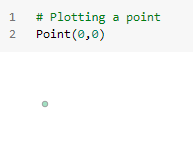 1 # Plotting a point
2 Point(0,0)